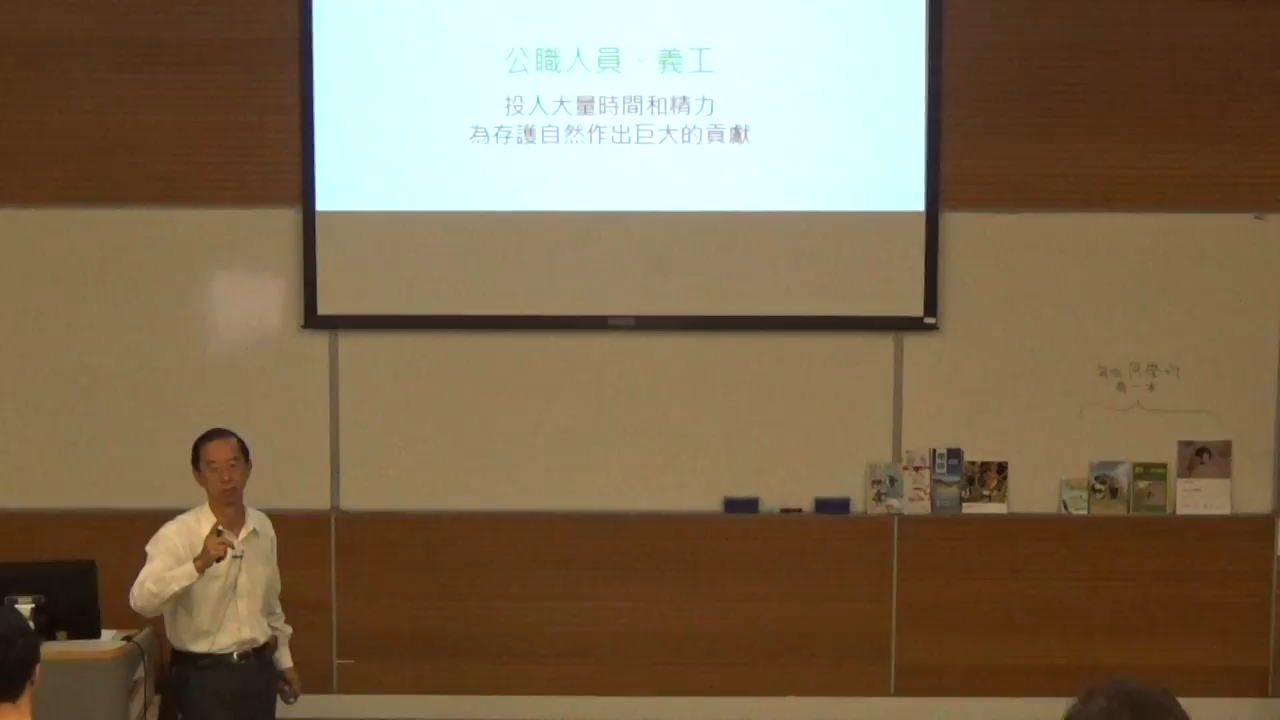 公職人員、義工
投入大量時間和精力
為存護自然作出巨大的貢獻